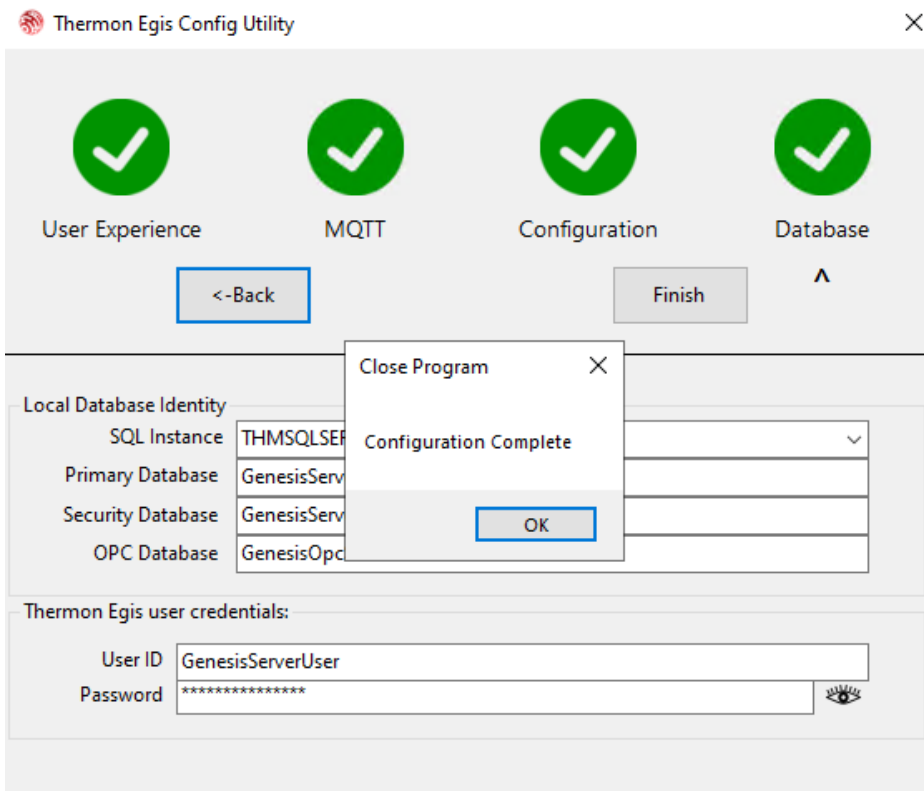 Thermon Egis Config Utility
User Experience MQTT Configuration Database
<-Back Finish ^
Close Program
Configuration Complete
OK
Local Database Identity
SQL Instance THMSQLSER
Primary Database GenesisServ
Security Database GenesisServ
OPC Database GenesisOpc
Thermon Egis user credentials:
User ID GenesisServerUser
Password ***************